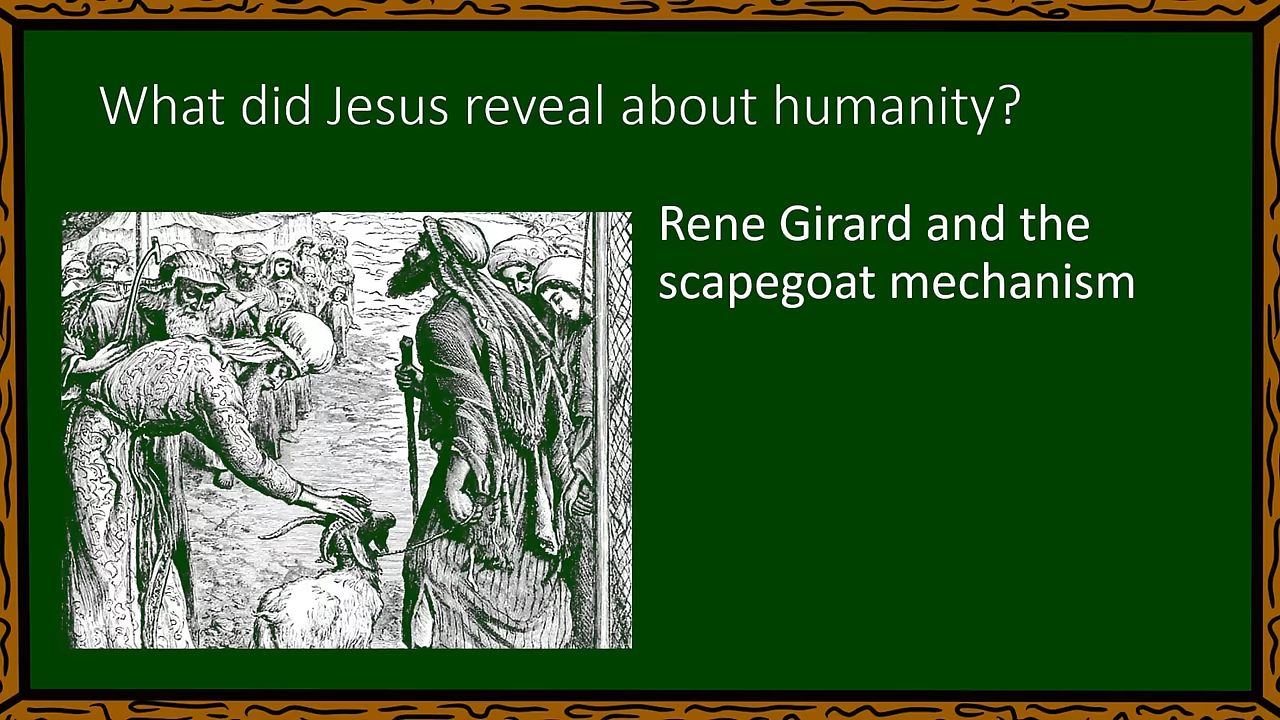 What did Jesus reveal about humanity?
Rene Girard and the
scapegoat mechanism